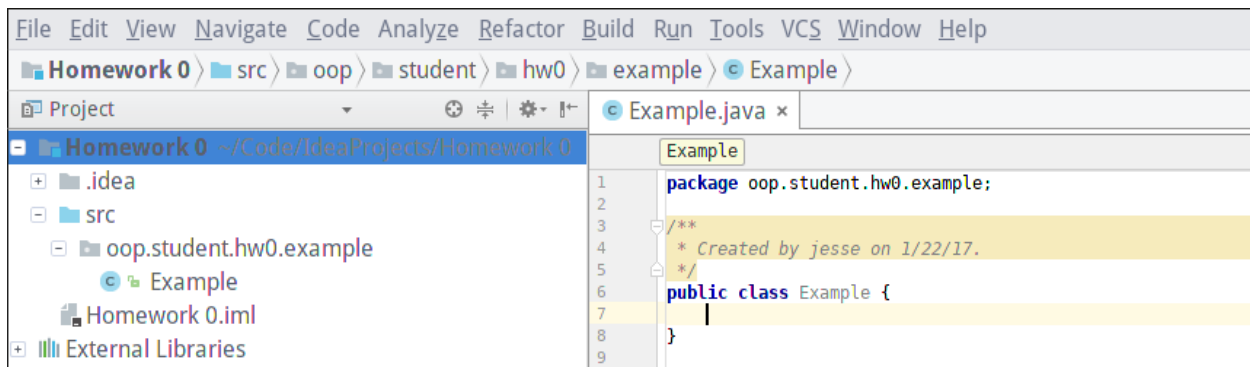 File Edit View Navigate Code Analyze Refactor Build Run Tools VCS Window Help
Homework 0 src oop student hw0 example Example
Project
Homework 0 ~/Code/IdeaProjects/Homework 0
.idea
src
oop.student.hw0.example
Example
Homework 0.iml
External Libraries
Example.java ×
Example
1 package oop.student.hw0.example;
2
3 /**
4 * Created by jesse on 1/22/17.
5 */
6 public class Example {
7
8 }
9